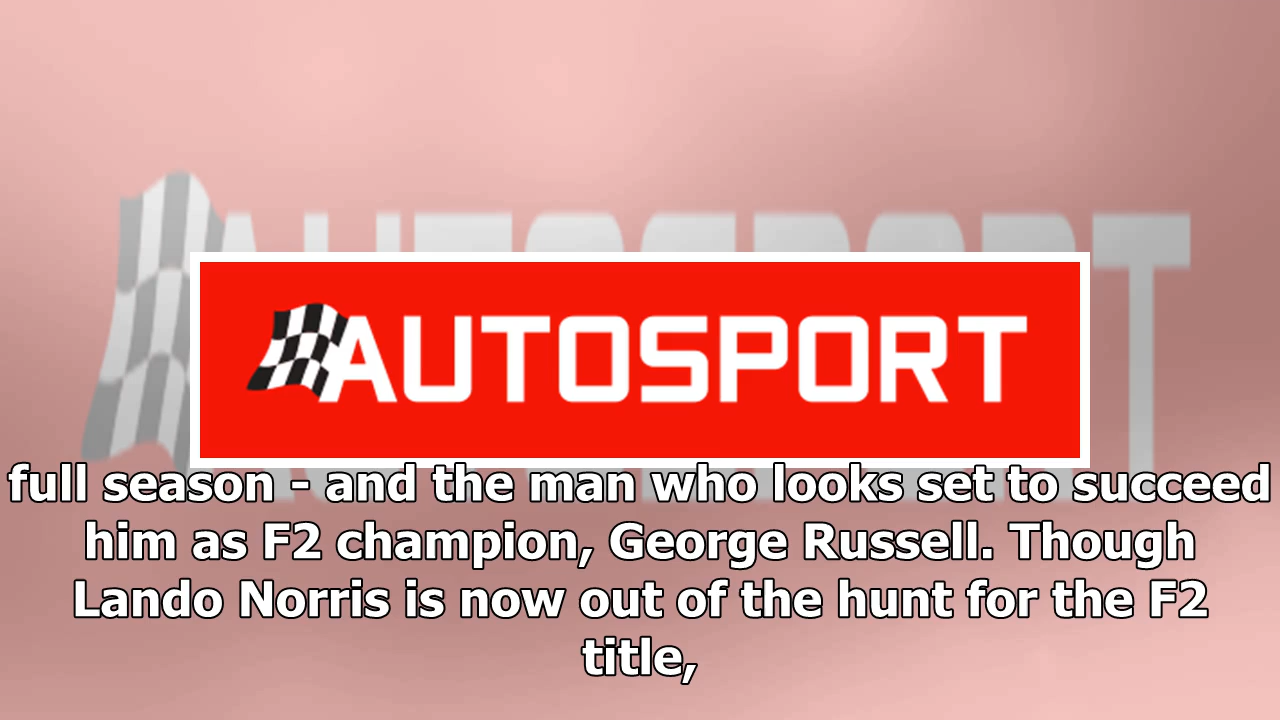 AUTOSPORT
full season - and the man who looks set to succeed
him as F2 champion, George Russell. Though
Lando Norris is now out of the hunt for the F2
title,